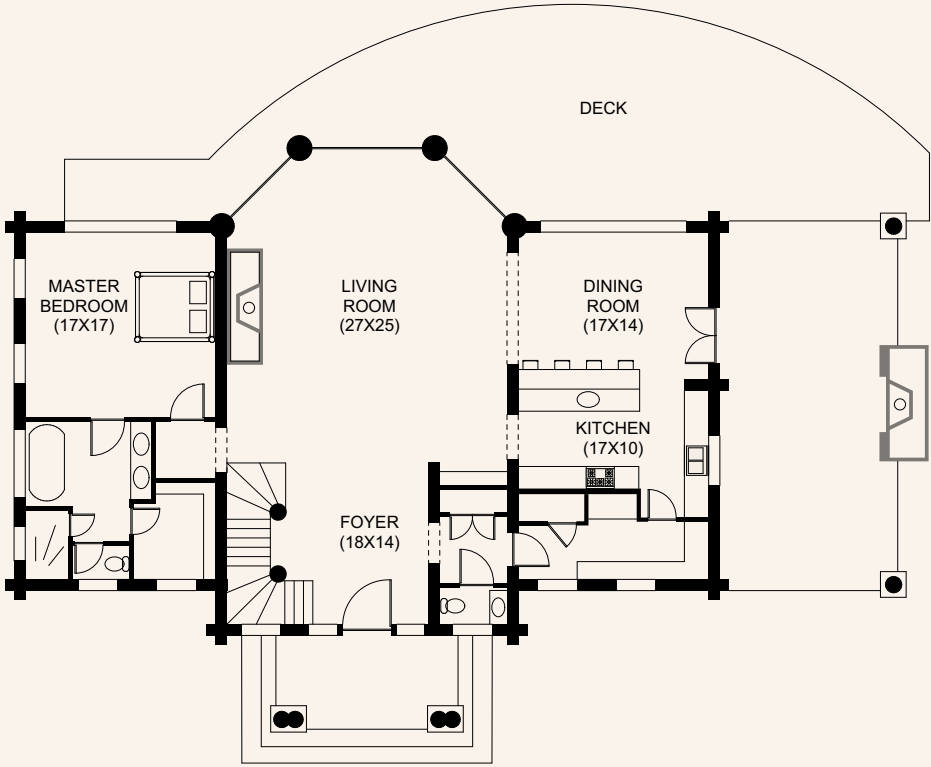 DECK
MASTER
BEDROOM
(17X17)
LIVING
ROOM
(27X25)
DINING
ROOM
(17X14)
KITCHEN
(17X10)
FOYER
(18X14)